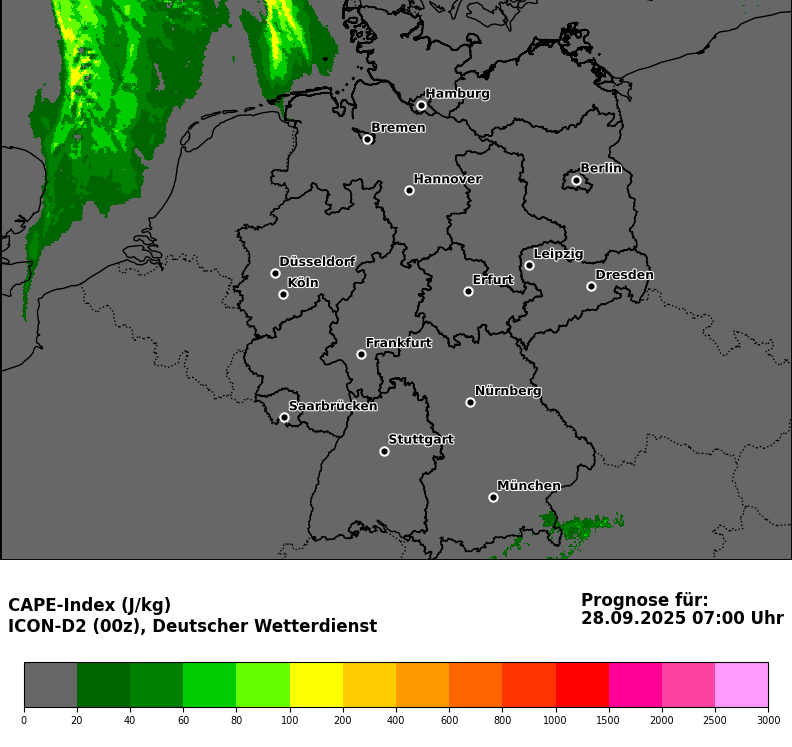 Hamburg
Bremen
Berlin
Hannover
Leipzig
Düsseldorf
Dresden
Köln
Erfurt
Frankfurt
Nürnberg
Saarbrücken
Stuttgart
München
CAPE-Index (J/kg)
ICON-D2 (00z), Deutscher Wetterdienst
Prognose für:
28.09.2025 07:00 Uhr
0 20 40 60 80 100 200 400 600 800 1000 1500 2000 2500 3000